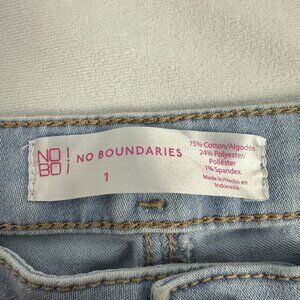 NO
BO!
NO BOUNDARIES
1
75% Cotton/Algodón
24% Polyester/
Poliéster
1% Spandex
Made in/Hecho en
Indonesia